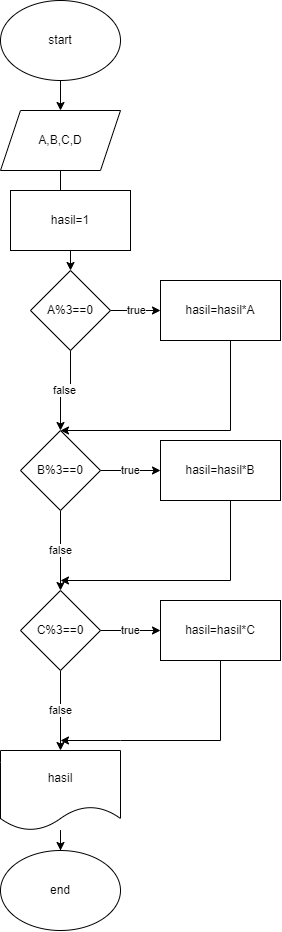 start
A,B,C,D
hasil=1
A%3==0
true
hasil=hasil*A
false
B%3==0
true
hasil=hasil*B
false
C%3==0
true
hasil=hasil*C
false
hasil
end